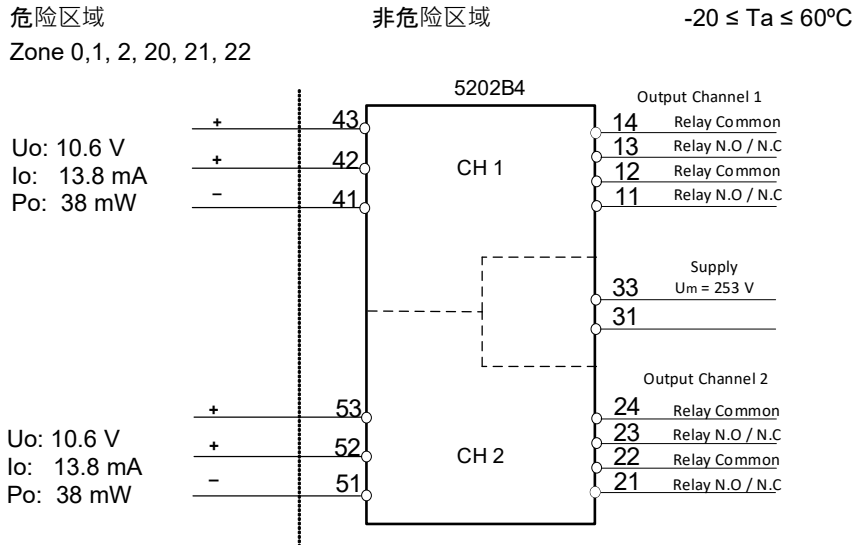 危险区域
非危险区域
-20 ≤ Ta ≤ 60ºC
Zone 0,1, 2, 20, 21, 22
5202B4
Output Channel 1
+ 43
14 Relay Common
Uo: 10.6 V
+ 42
CH 1
13 Relay N.O / N.C
Io: 13.8 mA
12 Relay Common
Po: 38 mW
– 41
11 Relay N.O / N.C
Supply
33 Um = 253 V
31
Output Channel 2
+ 53
24 Relay Common
Uo: 10.6 V
+ 52
CH 2
23 Relay N.O / N.C
Io: 13.8 mA
22 Relay Common
Po: 38 mW
– 51
21 Relay N.O / N.C